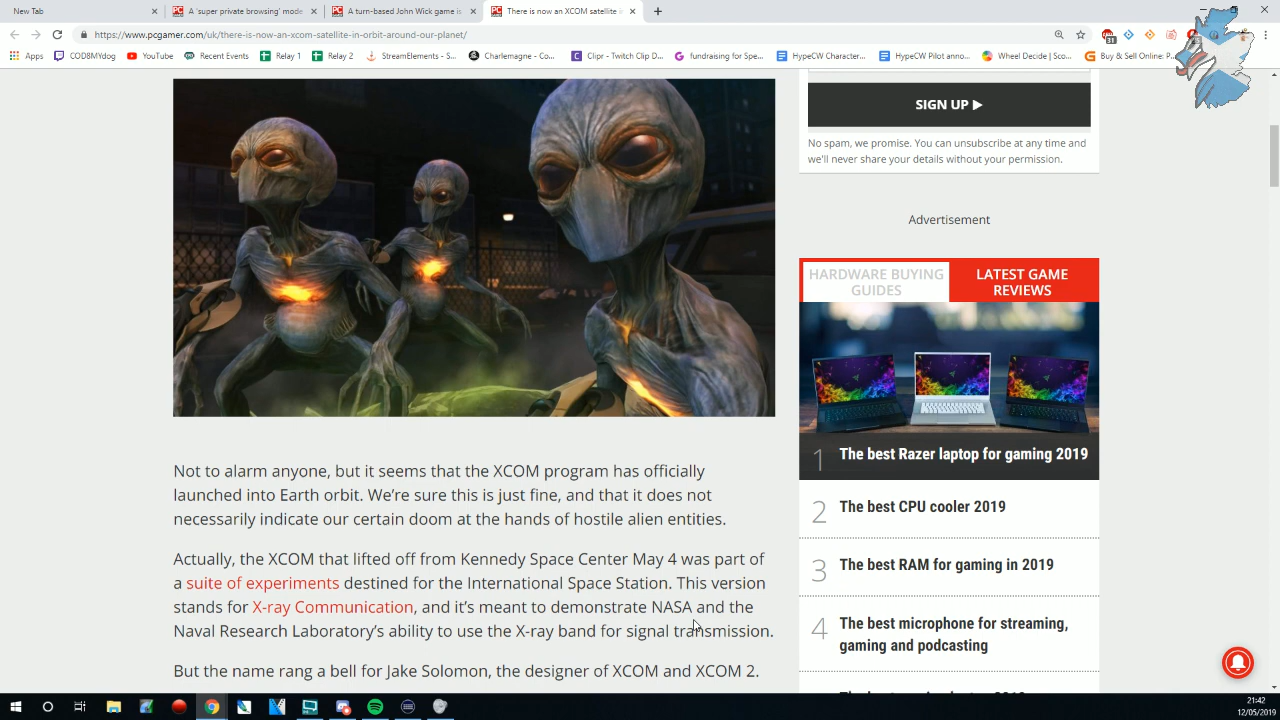 New Tab
A 'super private browsing' mode
A turn-based John Wick game is
There is now an XCOM satellite i
https://www.pcgamer.com/uk/there-is-now-an-xcom-satellite-in-orbit-around-our-planet/
Apps
COD8MYdog
YouTube
Recent Events
Relay 1
Relay 2
Streamements - S...
Charlemagne - Co...
Clipr - Twitch Clip D...
fundraising for Spe...
HypeCW Character...
HypeCW Pilot anno...
Wheel Decide | Sco...
Buy & Sell Online: P...
31
SIGN UP
No spam, we promise. You can unsubscribe at any time and
we'll never share your details without your permission.
Advertisement
HARDWARE BUYING
GUIDES
LATEST GAME
REVIEWS
1 The best Razer laptop for gaming 2019
2 The best CPU cooler 2019
3 The best RAM for gaming in 2019
4 The best microphone for streaming,
gaming and podcasting
Not to alarm anyone, but it seems that the XCOM program has officially
launched into Earth orbit. We're sure this is just fine, and that it does not
necessarily indicate our certain doom at the hands of hostile alien entities.
Actually, the XCOM that lifted off from Kennedy Space Center May 4 was part of
a suite of experiments destined for the International Space Station. This version
stands for X-ray Communication, and it's meant to demonstrate NASA and the
Naval Research Laboratory's ability to use the X-ray band for signal transmission.
But the name rang a bell for Jake Solomon, the designer of XCOM and XCOM 2.
21:42
12/05/2019